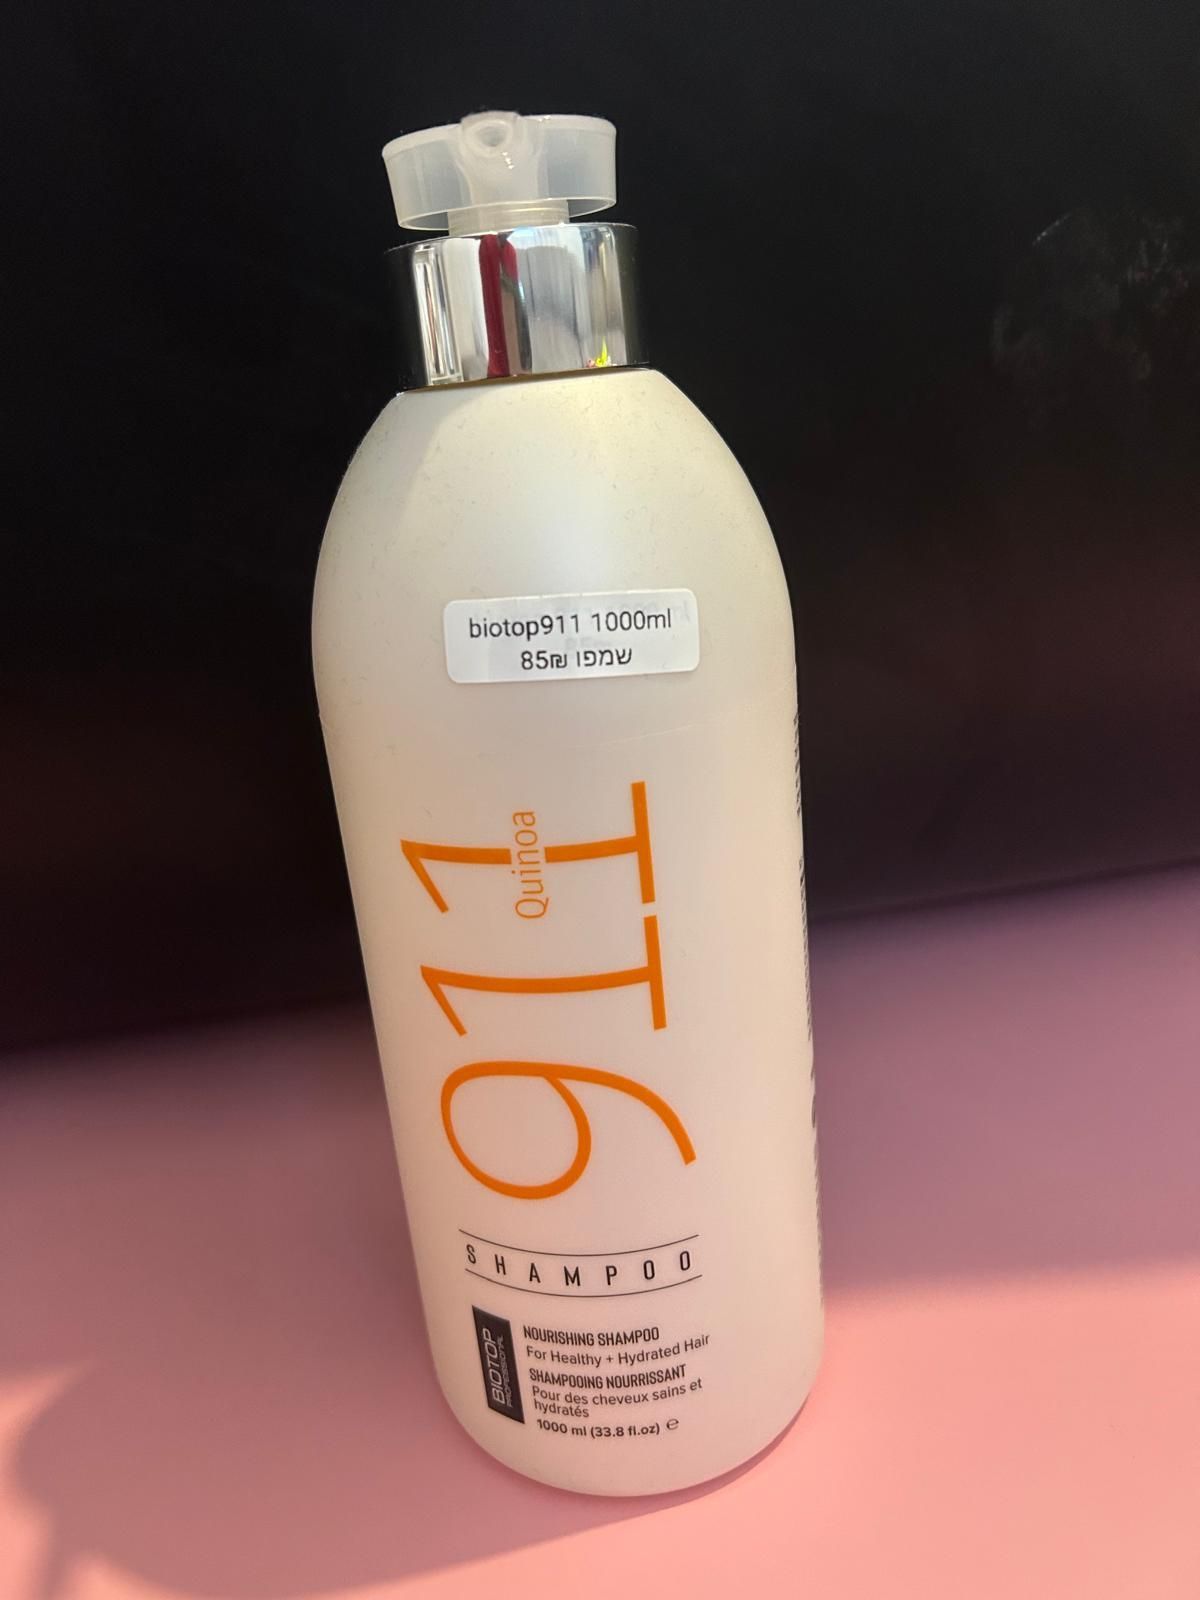 biotop911 1000ml
שמפו 85₪
911
Quinoa
SHAMPOO
BIOTOP
PROFESSIONAL
NOURISHING SHAMPOO
For Healthy + Hydrated Hair
SHAMPOOING NOURRISSANT
Pour des cheveux sains et
hydratés
1000 ml (33.8 fl.oz) ℮